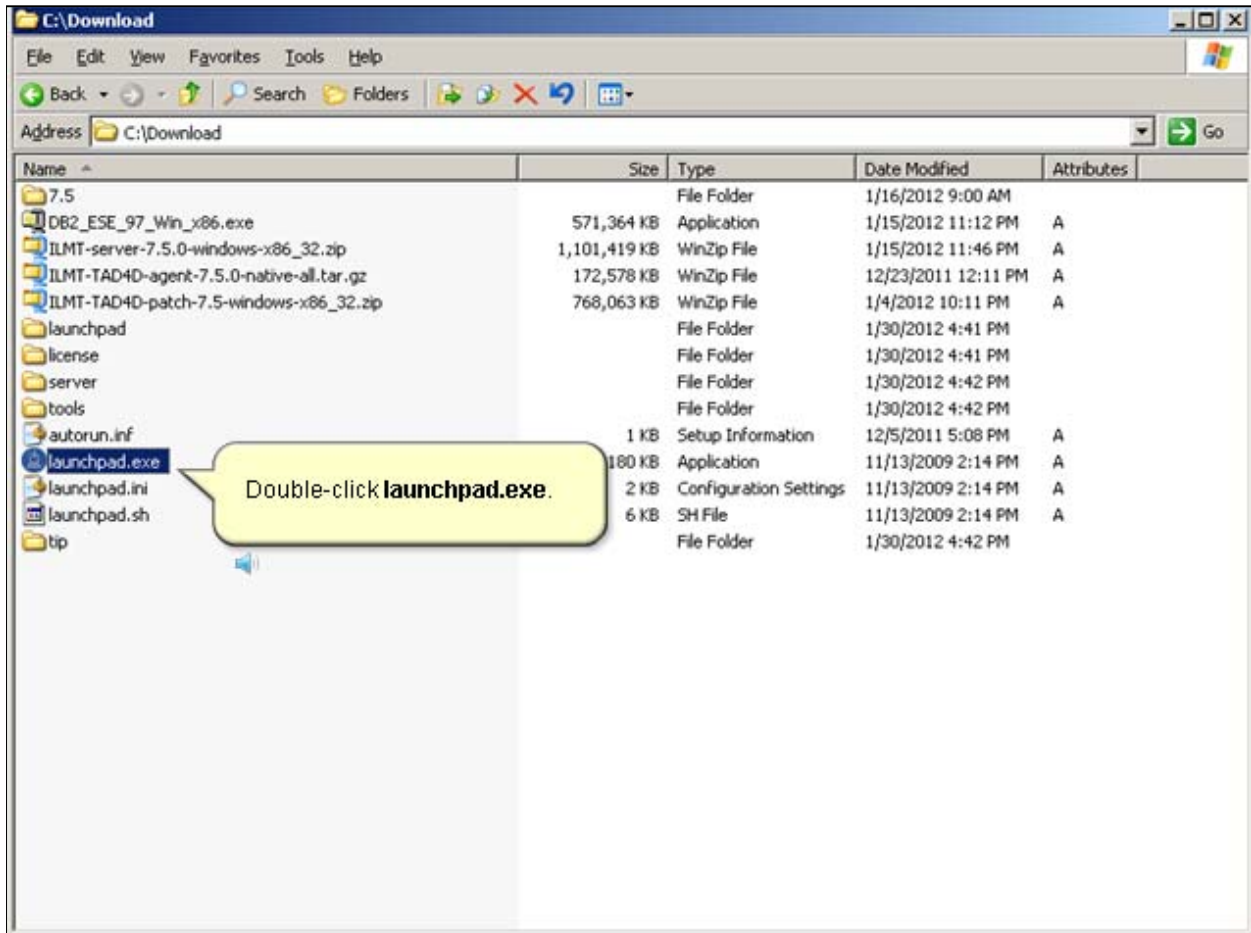 C:\Download
File Edit View Favorites Tools Help
Back Search Folders
Address C:\Download Go
Name Size Type Date Modified Attributes
7.5 File Folder 1/16/2012 9:00 AM
DB2_ESE_97_Win_x86.exe 571,364 KB Application 1/15/2012 11:12 PM A
ILMT-server-7.5.0-windows-x86_32.zip 1,101,419 KB WinZip File 1/15/2012 11:46 PM A
ILMT-TAD4D-agent-7.5.0-native-all.tar.gz 172,578 KB WinZip File 12/23/2011 12:11 PM A
ILMT-TAD4D-patch-7.5-windows-x86_32.zip 768,063 KB WinZip File 1/4/2012 10:11 PM A
launchpad File Folder 1/30/2012 4:41 PM
license File Folder 1/30/2012 4:41 PM
server File Folder 1/30/2012 4:42 PM
tools File Folder 1/30/2012 4:42 PM
autorun.inf 1 KB Setup Information 12/5/2011 5:08 PM A
launchpad.exe 180 KB Application 11/13/2009 2:14 PM A
launchpad.ini 2 KB Configuration Settings 11/13/2009 2:14 PM A
launchpad.sh 6 KB SH File 11/13/2009 2:14 PM A
tip File Folder 1/30/2012 4:42 PM
Double-click launchpad.exe.